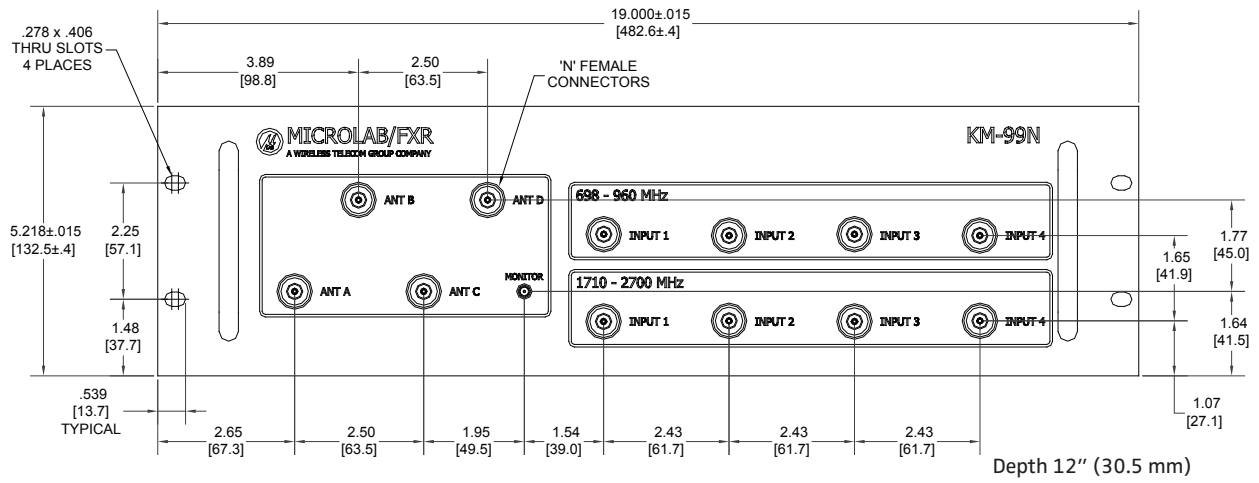 19.000±.015
[482.6±.4]
.278 x .406
THRU SLOTS
4 PLACES
3.89
[98.8]
2.50
[63.5]
'N' FEMALE
CONNECTORS
MICROLAB/FXR
A WIRELESS TELECOM GROUP COMPANY
KM-99N
ANT B
ANT D
698 - 960 MHz
INPUT 1
INPUT 2
INPUT 3
INPUT 4
5.218±.015
[132.5±.4]
2.25
[57.1]
1.77
[45.0]
1.65
[41.9]
ANT A
ANT C
MONITOR
1710 - 2700 MHz
INPUT 1
INPUT 2
INPUT 3
INPUT 4
1.48
[37.7]
1.64
[41.5]
.539
[13.7]
TYPICAL
1.07
[27.1]
2.65
[67.3]
2.50
[63.5]
1.95
[49.5]
1.54
[39.0]
2.43
[61.7]
2.43
[61.7]
2.43
[61.7]
Depth 12’’ (30.5 mm)